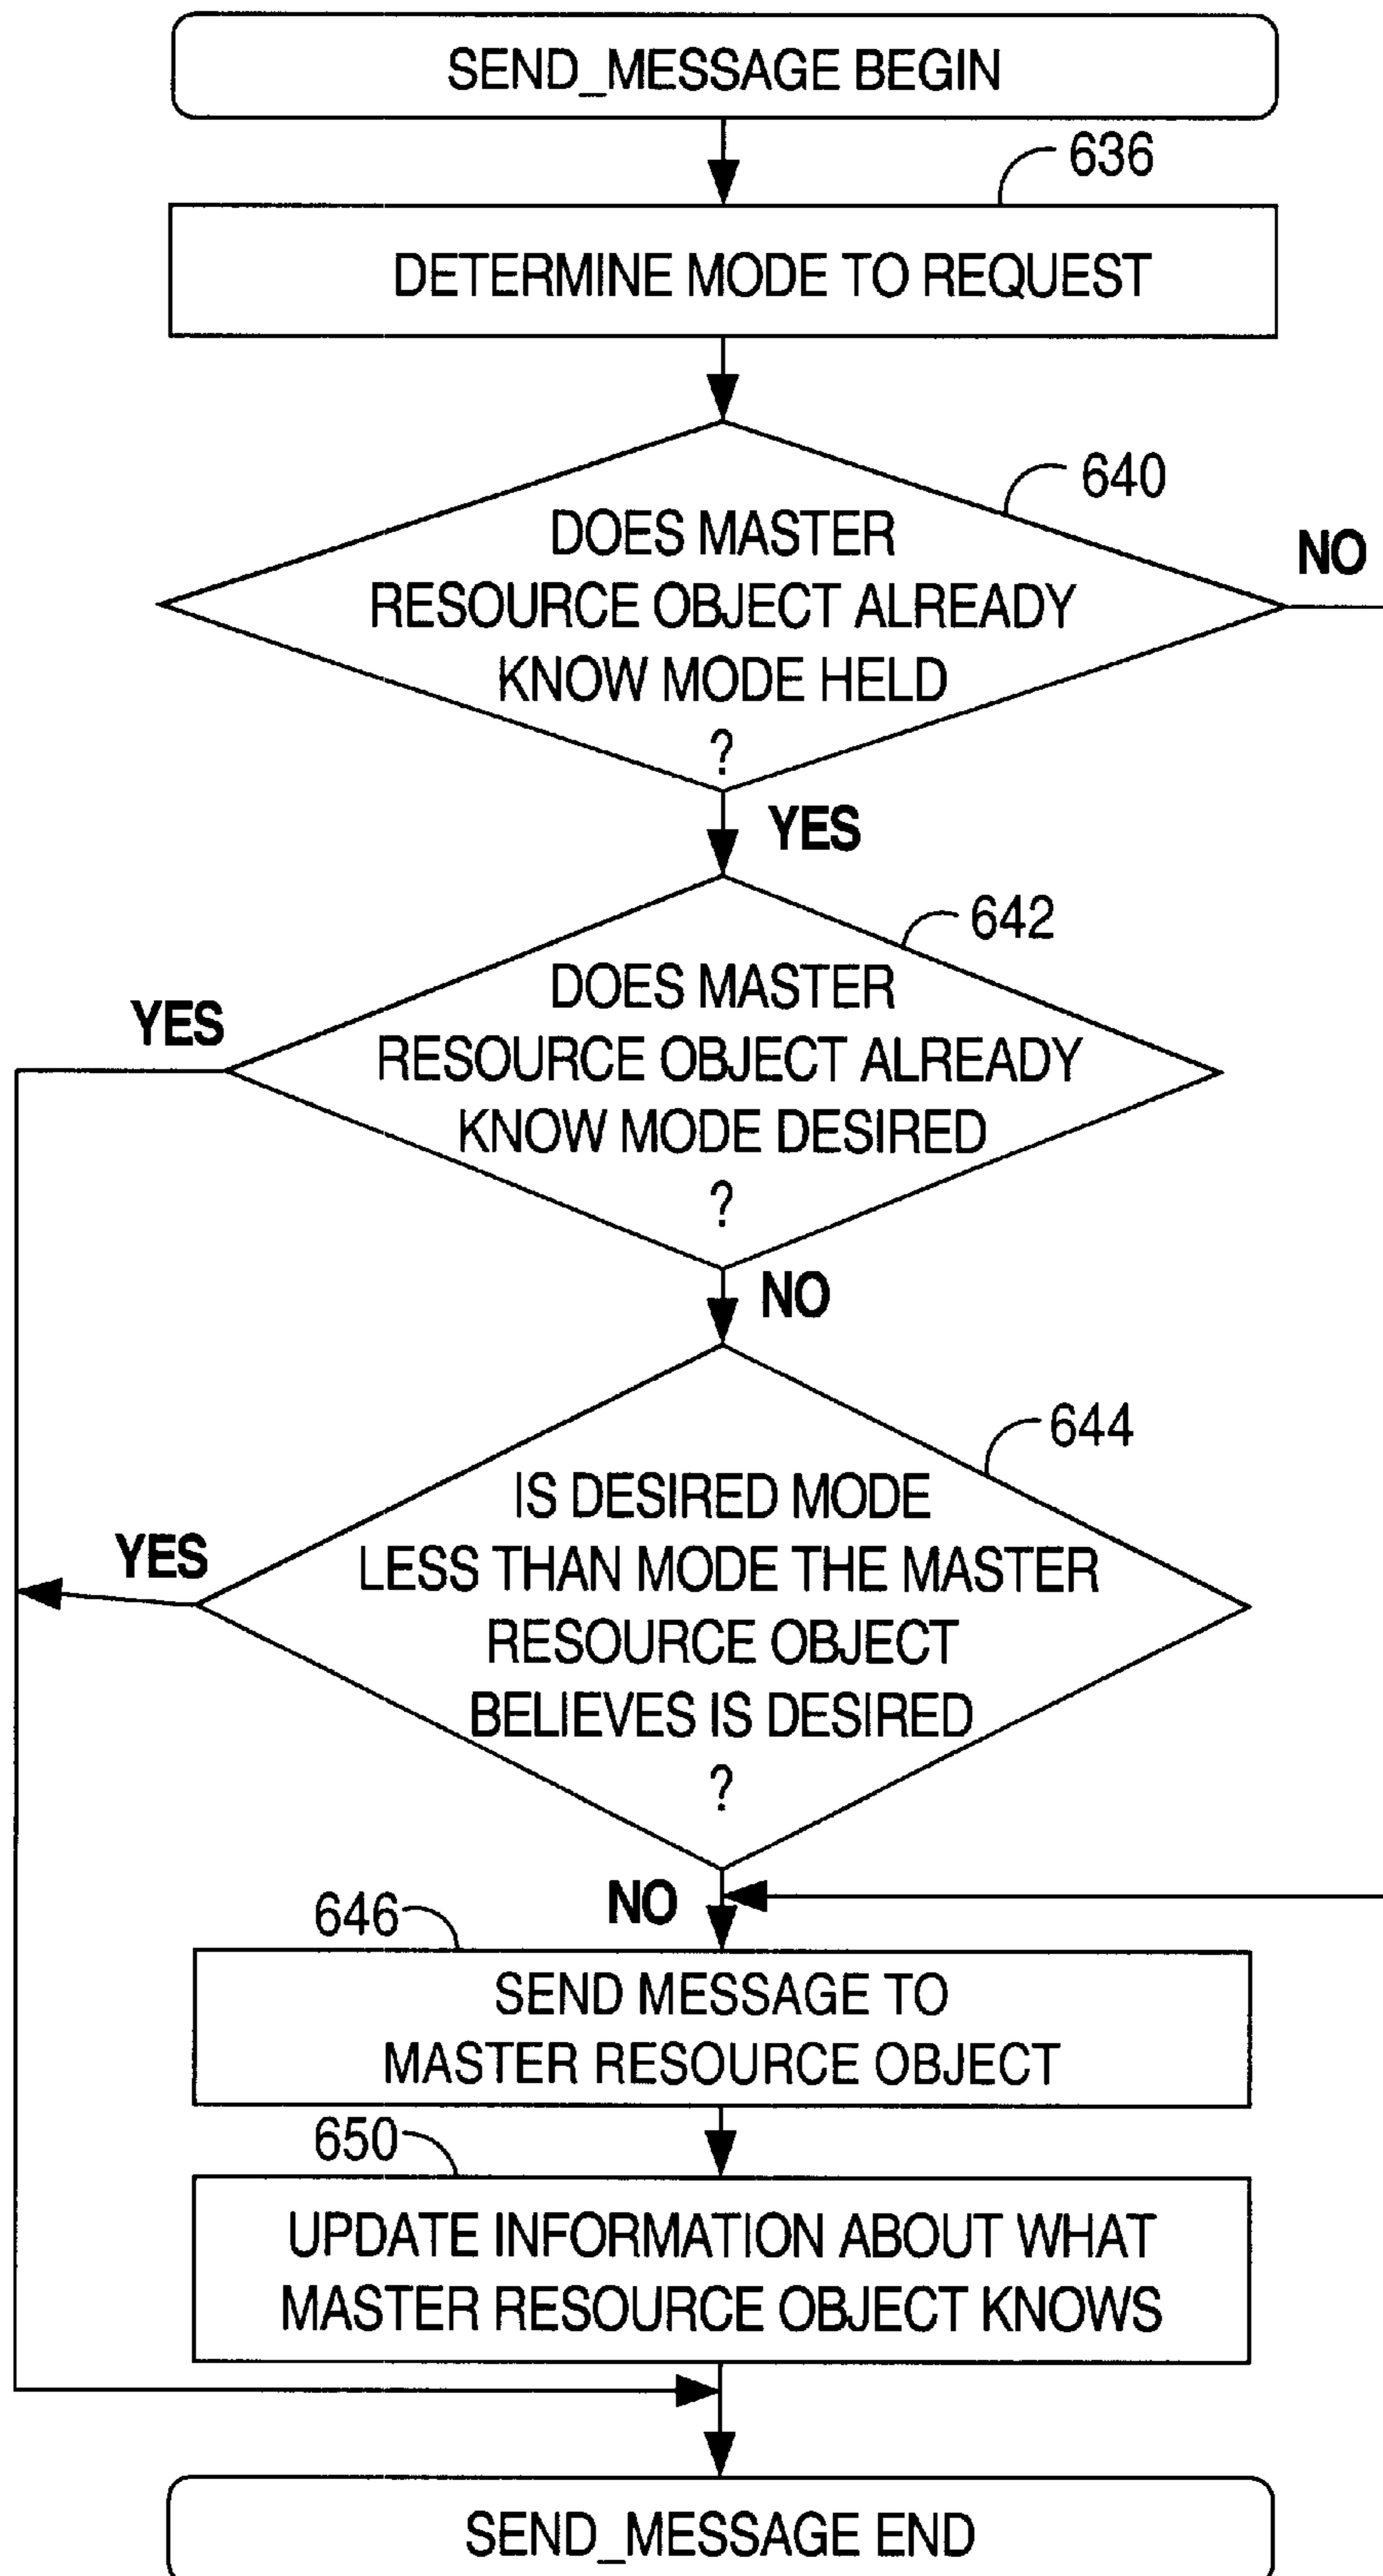 SEND_MESSAGE BEGIN
636
DETERMINE MODE TO REQUEST
640
DOES MASTER
RESOURCE OBJECT ALREADY
KNOW MODE HELD
?
NO
YES
642
DOES MASTER
RESOURCE OBJECT ALREADY
KNOW MODE DESIRED
?
YES
NO
644
IS DESIRED MODE
LESS THAN MODE THE MASTER
RESOURCE OBJECT
BELIEVES IS DESIRED
?
YES
NO
646
SEND MESSAGE TO
MASTER RESOURCE OBJECT
650
UPDATE INFORMATION ABOUT WHAT
MASTER RESOURCE OBJECT KNOWS
SEND_MESSAGE END